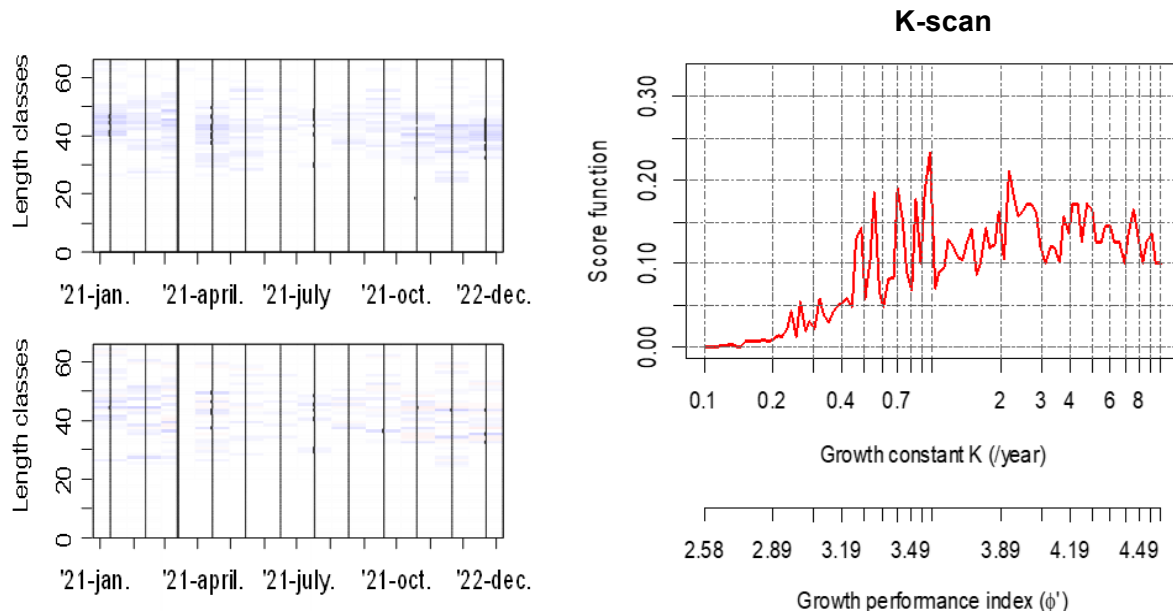 K-scan
Length classes
0 20 40 60
'21-jan. '21-april. '21-july '21-oct. '22-dec.
Length classes
0 20 40 60
'21-jan. '21-april. '21-july. '21-oct. '22-dec.
Score function
0.00 0.10 0.20 0.30
0.1 0.2 0.4 0.7 2 3 4 6 8
Growth constant K (/year)
2.58 2.89 3.19 3.49 3.89 4.19 4.49
Growth performance index (ϕ')